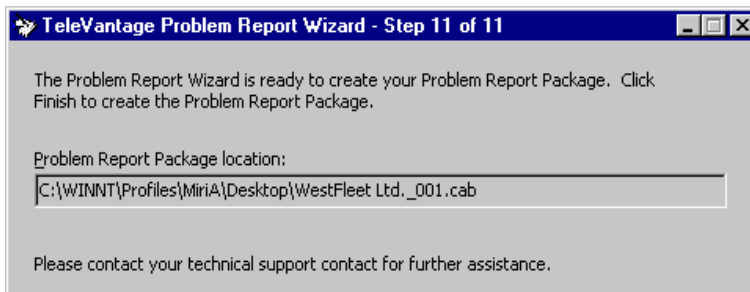 TeleVantage Problem Report Wizard - Step 11 of 11
The Problem Report Wizard is ready to create your Problem Report Package. Click
Finish to create the Problem Report Package.
Problem Report Package location:
C:\WINNT\Profiles\MiriA\Desktop\WestFleet Ltd._001.cab
Please contact your technical support contact for further assistance.